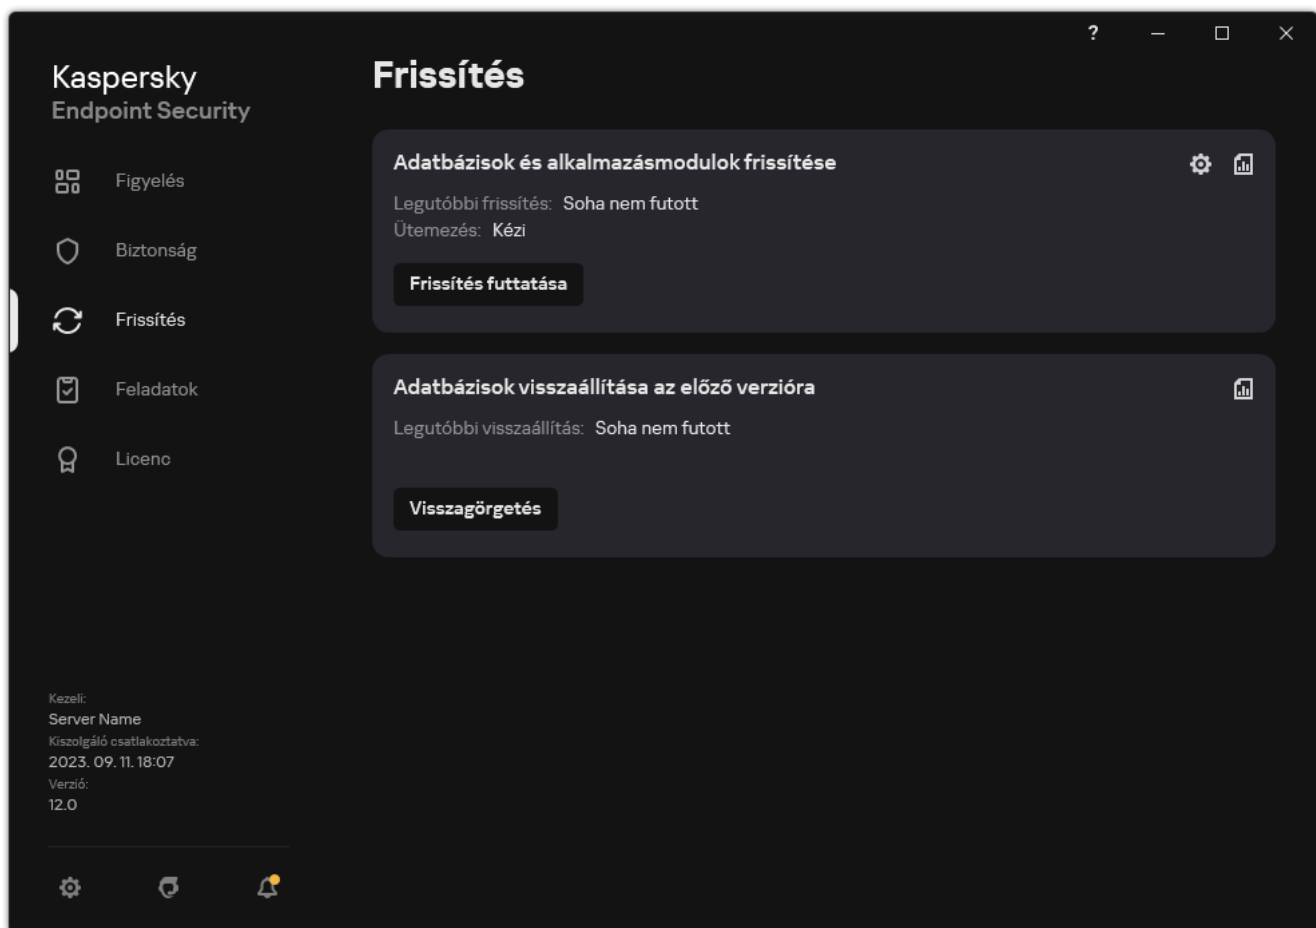 ?
Kaspersky
Endpoint Security
Figyelés
Biztonság
Frissítés
Feladatok
Licenc
Kezeli:
Server Name
Kiszolgáló csatlakoztatva:
2023. 09. 11. 18:07
Verzió:
12.0
Frissítés
Adatbázisok és alkalmazásmodulok frissítése
Legutóbbi frissítés: Soha nem futott
Ütemezés: Kézi
Frissítés futtatása
Adatbázisok visszaállítása az előző verzióra
Legutóbbi visszaállítás: Soha nem futott
Visszagörgetés